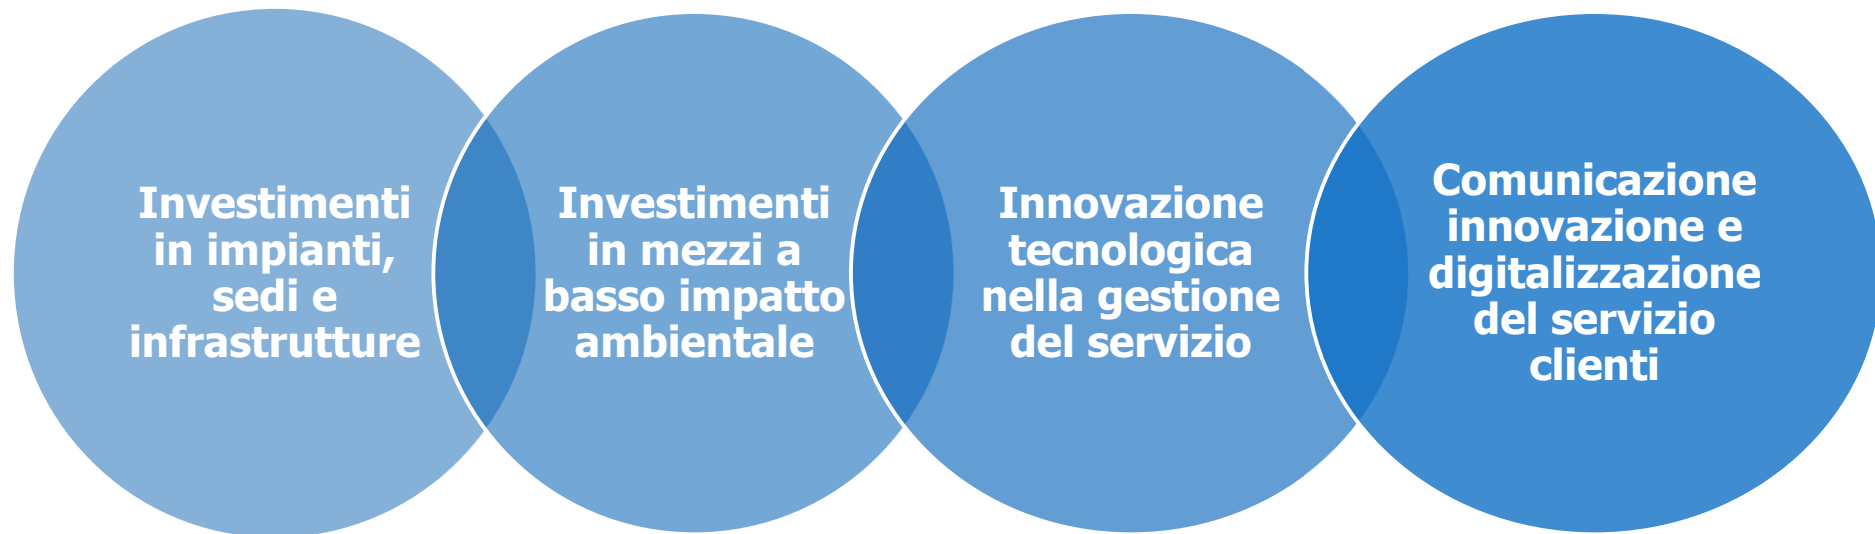 Investimenti
in impianti,
sedi e
infrastrutture
Investimenti
in mezzi a
basso impatto
ambientale
Innovazione
tecnologica
nella gestione
del servizio
Comunicazione
innovazione e
digitalizzazione
del servizio
clienti